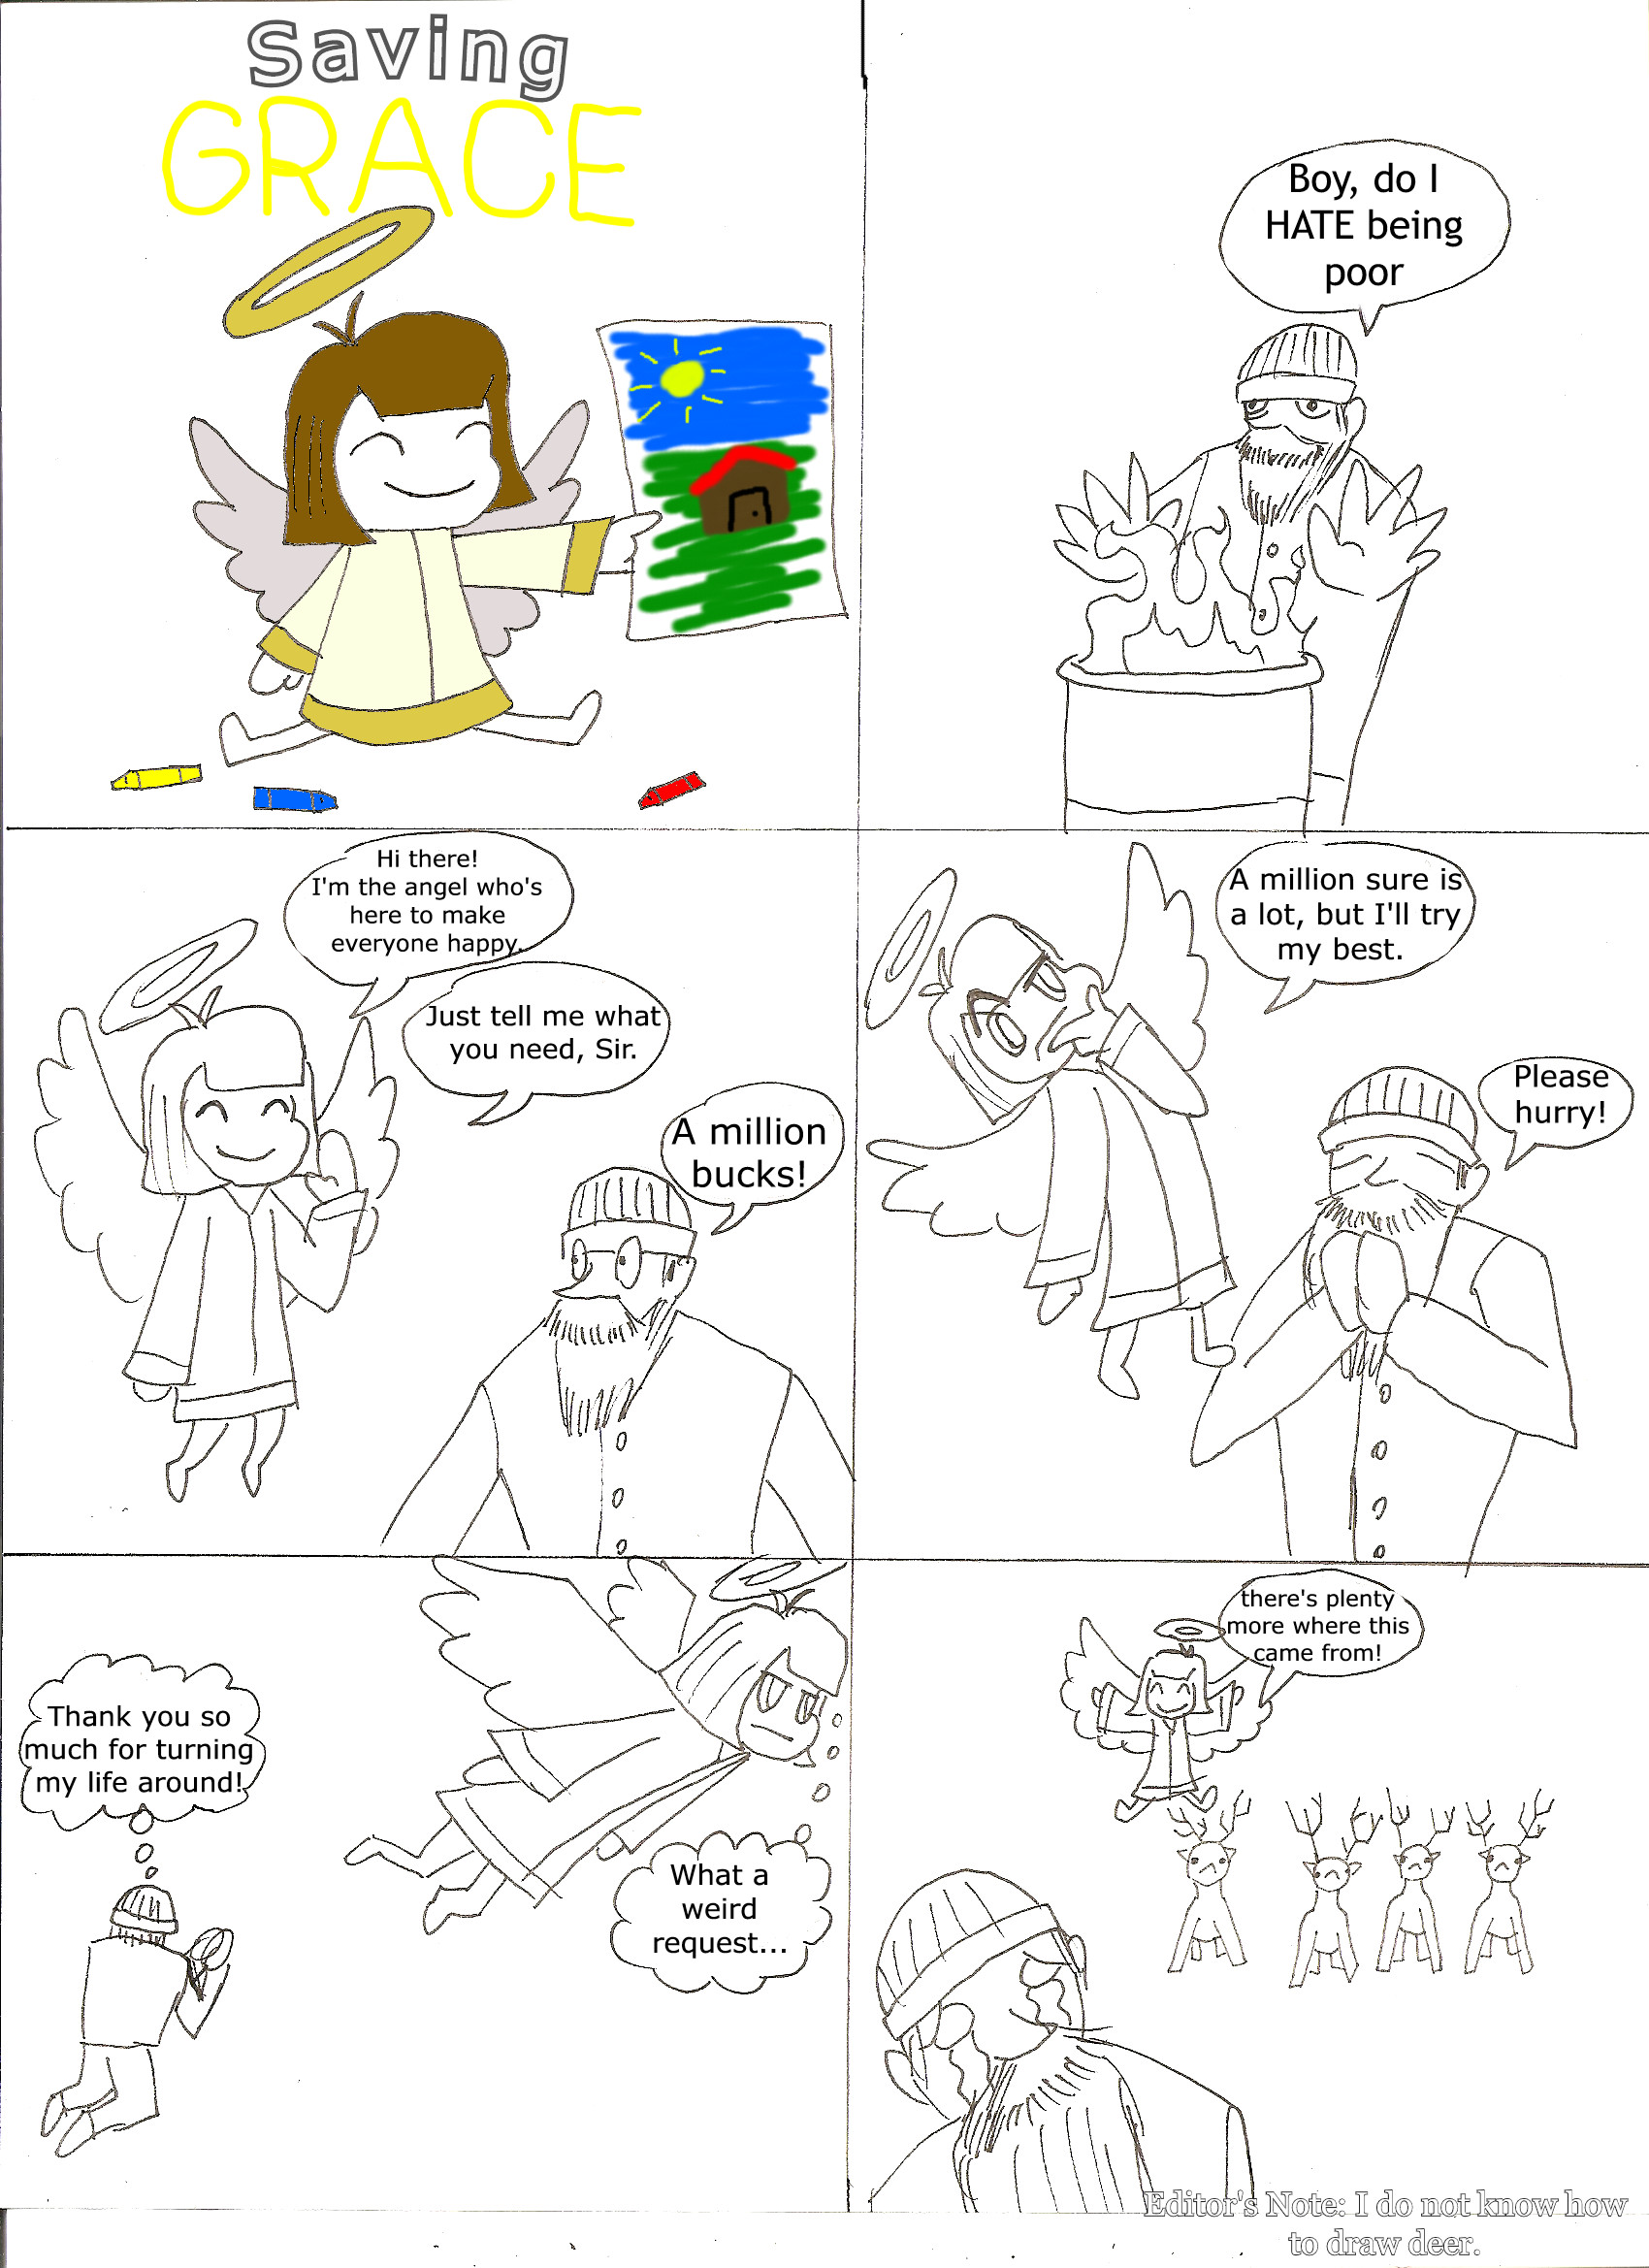 Saving
GRACE
Boy, do I
HATE being
poor
Hi there!
I'm the angel who's
here to make
everyone happy.
Just tell me what
you need, Sir.
A million
bucks!
A million sure is
a lot, but I'll try
my best.
Please
hurry!
Thank you so
much for turning
my life around!
What a
weird
request...
there's plenty
more where this
came from!
Editor's Note: I do not know how
to draw deer.